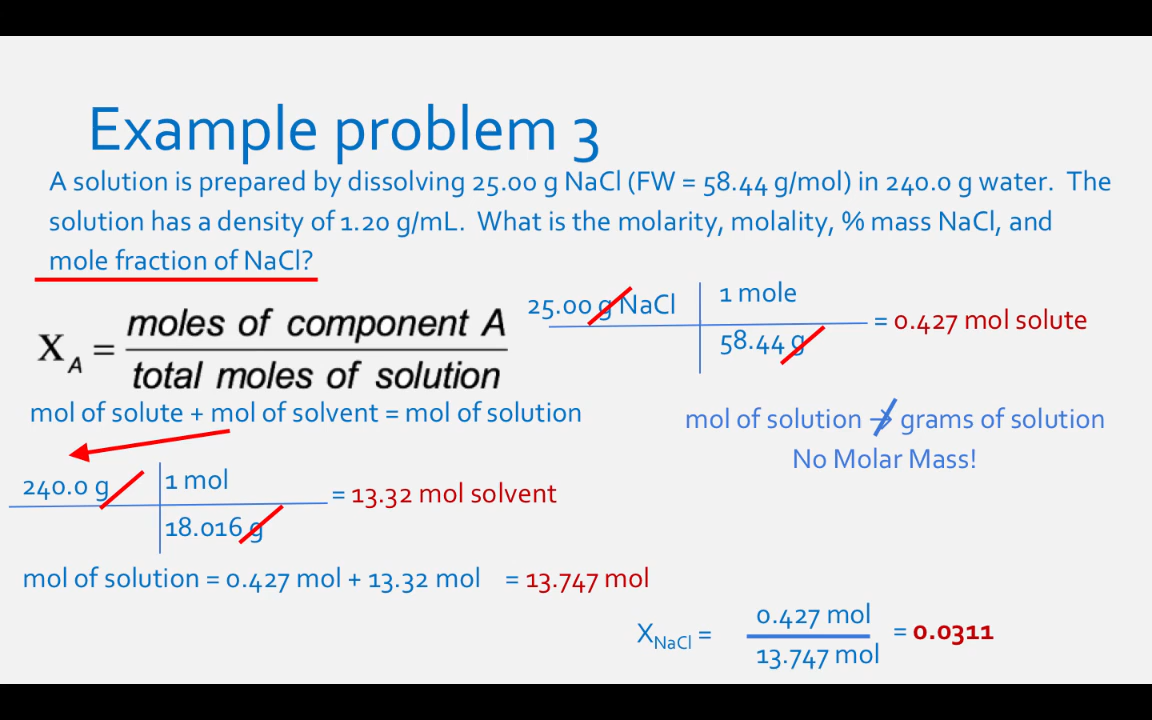 Example problem 3
A solution is prepared by dissolving 25.00 g NaCl (FW = 58.44 g/mol) in 240.0 g water. The
solution has a density of 1.20 g/mL. What is the molarity, molality, % mass NaCl, and
mole fraction of NaCl?
25.00 g NaCl
1 mole
58.44 g
= 0.427 mol solute
X_A =
moles of component A
total moles of solution
mol of solute + mol of solvent = mol of solution
mol of solution → grams of solution
No Molar Mass!
240.0 g
1 mol
18.016 g
= 13.32 mol solvent
mol of solution = 0.427 mol + 13.32 mol = 13.747 mol
X_NaCl =
0.427 mol
13.747 mol
= 0.0311